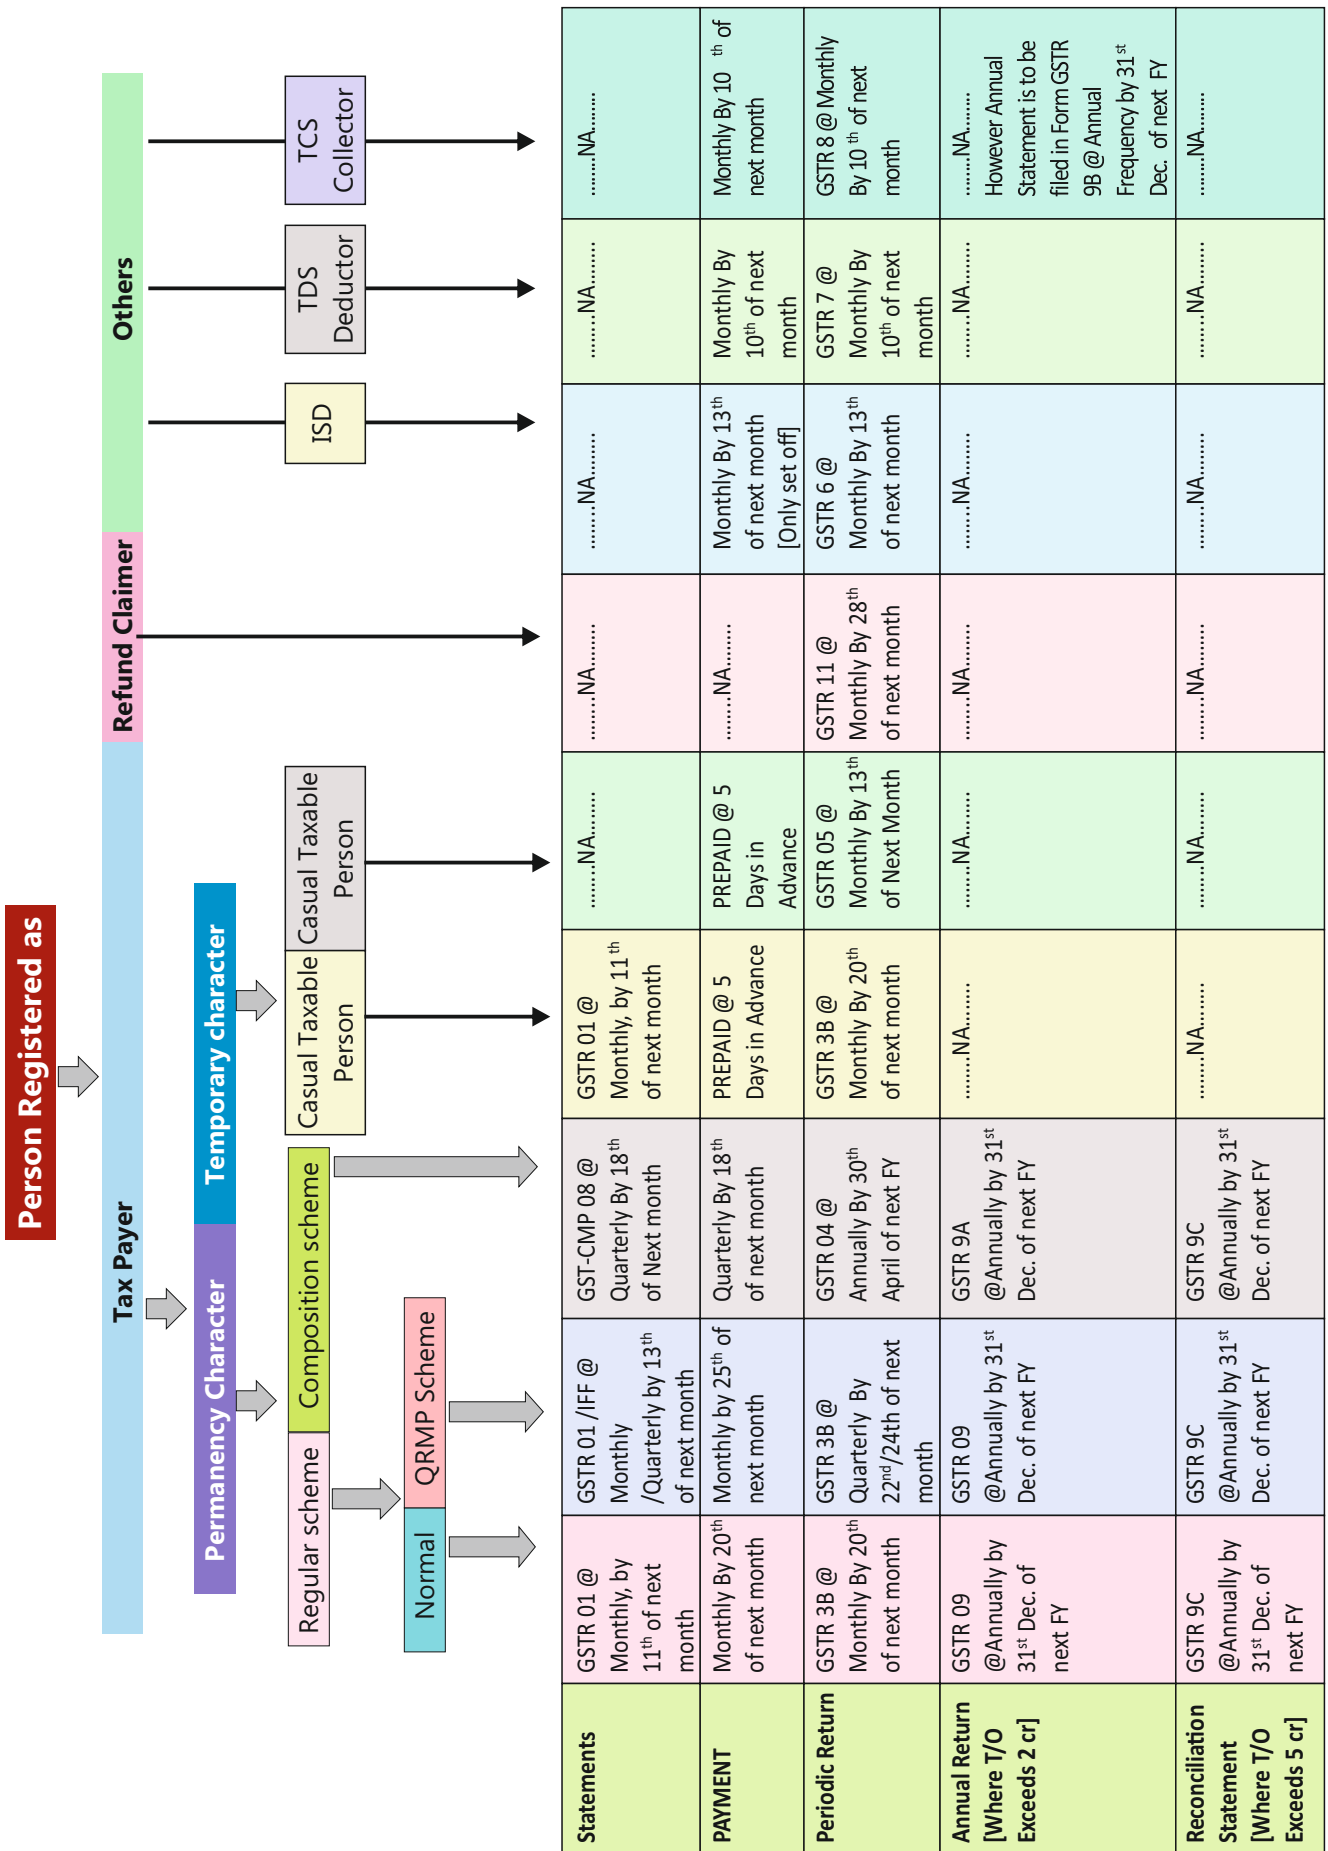 Person Registered as
Tax Payer
Refund Claimer
Others
Permanency Character
Temporary character
Regular scheme
Composition scheme
Casual Taxable
Person
Casual Taxable
Person
ISD
TDS
Deductor
TCS
Collector
Normal
QRMP Scheme
Statements
GSTR 01 @
Monthly, by
11th of next
month
GSTR 01 /IFF @
Monthly
/Quarterly by 13th
of next month
GST-CMP 08 @
Quarterly By 18th
of Next month
GSTR 01 @
Monthly, by 11th
of next month
........NA........
........NA........
........NA........
........NA........
........NA........
PAYMENT
Monthly By 20th
of next month
Monthly by 25th of
next month
Quarterly By 18th
of next month
PREPAID @ 5
Days in Advance
PREPAID @ 5
Days in
Advance
........NA........
Monthly By 13th
of next month
[Only set off]
Monthly By
10th of next
month
Monthly By 10 th of
next month
Periodic Return
GSTR 3B @
Monthly By 20th
of next month
GSTR 3B @
Quarterly By
22nd/24th of next
month
GSTR 04 @
Annually By 30th
April of next FY
GSTR 3B @
Monthly By 20th
of next month
GSTR 05 @
Monthly By 13th
of Next Month
GSTR 11 @
Monthly By 28th
of next month
GSTR 6 @
Monthly By 13th
of next month
GSTR 7 @
Monthly By
10th of next
month
GSTR 8 @ Monthly
By 10 th of next
month
Annual Return
[Where T/O
Exceeds 2 cr]
GSTR 09
@Annually by
31st Dec. of
next FY
GSTR 09
@Annually by 31st
Dec. of next FY
GSTR 9A
@Annually by 31st
Dec. of next FY
........NA........
........NA........
........NA........
........NA........
........NA........
........NA........
However Annual
Statement is to be
filed in Form GSTR
9B @ Annual
Frequency by 31st
Dec. of next FY
Reconciliation
Statement
[Where T/O
Exceeds 5 cr]
GSTR 9C
@Annually by
31st Dec. of
next FY
GSTR 9C
@Annually by 31st
Dec. of next FY
GSTR 9C
@Annually by 31st
Dec. of next FY
........NA........
........NA........
........NA........
........NA........
........NA........
........NA........